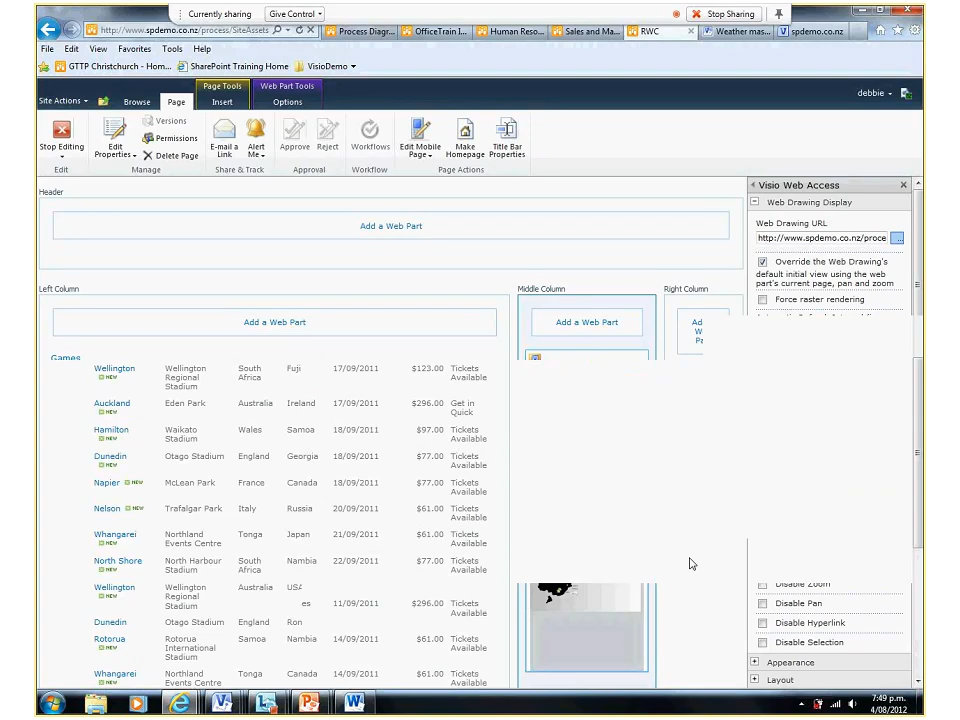 Currently sharing
Give Control
Stop Sharing
http://www.spdemo.co.nz/process/SiteAssets
Process Diagr...
OfficeTrain I...
Human Reso...
Sales and Ma...
RWC
Weather mas...
spdemo.co.nz
File Edit View Favorites Tools Help
GTTP Christchurch - Hom...
SharePoint Training Home
VisioDemo
Page Tools
Web Part Tools
Site Actions
Browse
Page
Insert
Options
debbie
Stop Editing
Edit Properties
Versions
Permissions
Delete Page
E-mail a Link
Alert Me
Approve
Reject
Workflows
Edit Mobile Page
Make Homepage
Title Bar Properties
Edit
Manage
Share & Track
Approval
Workflow
Page Actions
Header
Add a Web Part
Left Column
Middle Column
Right Column
Add a Web Part
Add a Web Part
Games
Wellington NEW Wellington Regional Stadium South Africa Fuji 17/09/2011 $123.00 Tickets Available
Auckland NEW Eden Park Australia Ireland 17/09/2011 $296.00 Get in Quick
Hamilton NEW Waikato Stadium Wales Samoa 18/09/2011 $97.00 Tickets Available
Dunedin NEW Otago Stadium England Georgia 18/09/2011 $77.00 Tickets Available
Napier NEW McLean Park France Canada 18/09/2011 $77.00 Tickets Available
Nelson NEW Trafalgar Park Italy Russia 20/09/2011 $61.00 Tickets Available
Whangarei NEW Northland Events Centre Tonga Japan 21/09/2011 $61.00 Tickets Available
North Shore NEW North Harbour Stadium South Africa Nambia 22/09/2011 $77.00 Tickets Available
Wellington NEW Wellington Regional Stadium Australia USA es 11/09/2011 $296.00 Tickets Available
Dunedin Otago Stadium England Ron
Rotorua NEW Rotorua International Stadium Samoa Nambia 14/09/2011 $61.00 Tickets Available
Whangarei NEW Northland Events Centre Tonga Canada 14/09/2011 $61.00 Tickets Available
Visio Web Access
Web Drawing Display
Web Drawing URL
http://www.spdemo.co.nz/proce
...
Override the Web Drawing's
default initial view using the web
part's current page, pan and zoom
Force raster rendering
Disable Zoom
Disable Pan
Disable Hyperlink
Disable Selection
Appearance
Layout
7:49 p.m.
4/08/2012